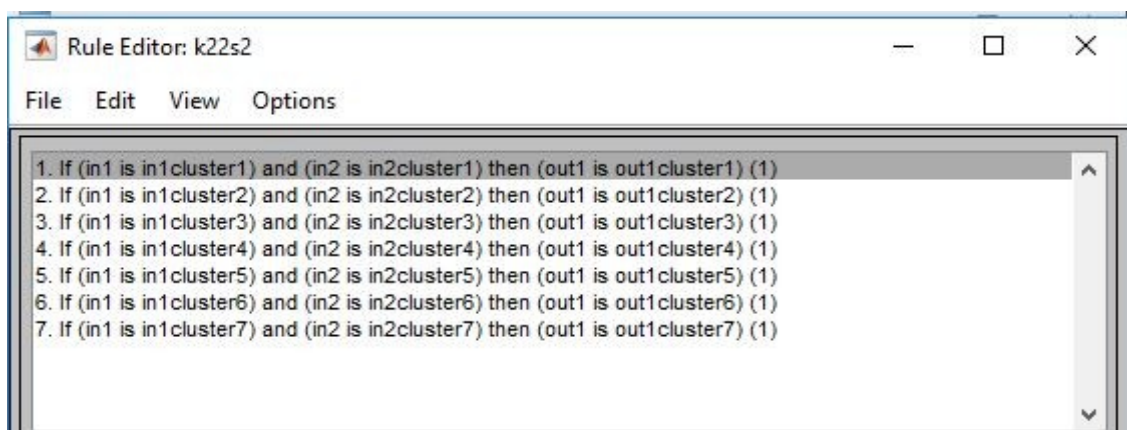 Rule Editor: k22s2
File Edit View Options
1. If (in1 is in1cluster1) and (in2 is in2cluster1) then (out1 is out1cluster1) (1)
2. If (in1 is in1cluster2) and (in2 is in2cluster2) then (out1 is out1cluster2) (1)
3. If (in1 is in1cluster3) and (in2 is in2cluster3) then (out1 is out1cluster3) (1)
4. If (in1 is in1cluster4) and (in2 is in2cluster4) then (out1 is out1cluster4) (1)
5. If (in1 is in1cluster5) and (in2 is in2cluster5) then (out1 is out1cluster5) (1)
6. If (in1 is in1cluster6) and (in2 is in2cluster6) then (out1 is out1cluster6) (1)
7. If (in1 is in1cluster7) and (in2 is in2cluster7) then (out1 is out1cluster7) (1)